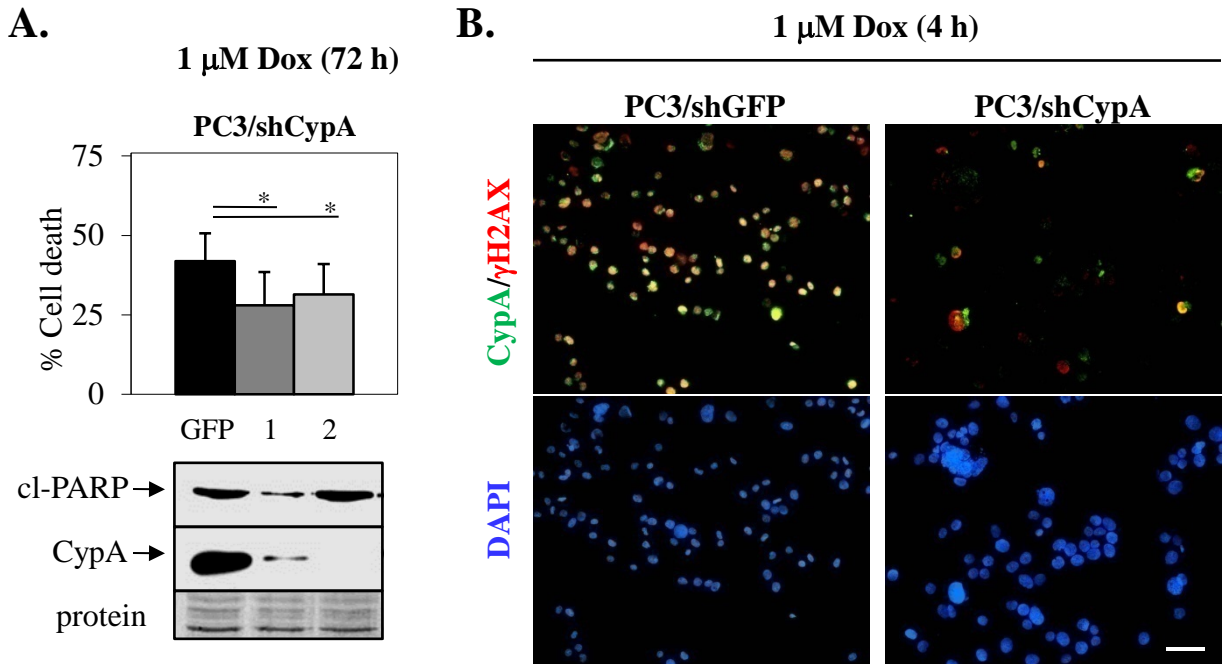 A.
1 μM Dox (72 h)
PC3/shCypA
75
50
25
0
% Cell death
*
*
GFP 1 2
cl-PARP
CypA
protein
B.
1 μM Dox (4 h)
PC3/shGFP
PC3/shCypA
CypA/γH2AX
DAPI